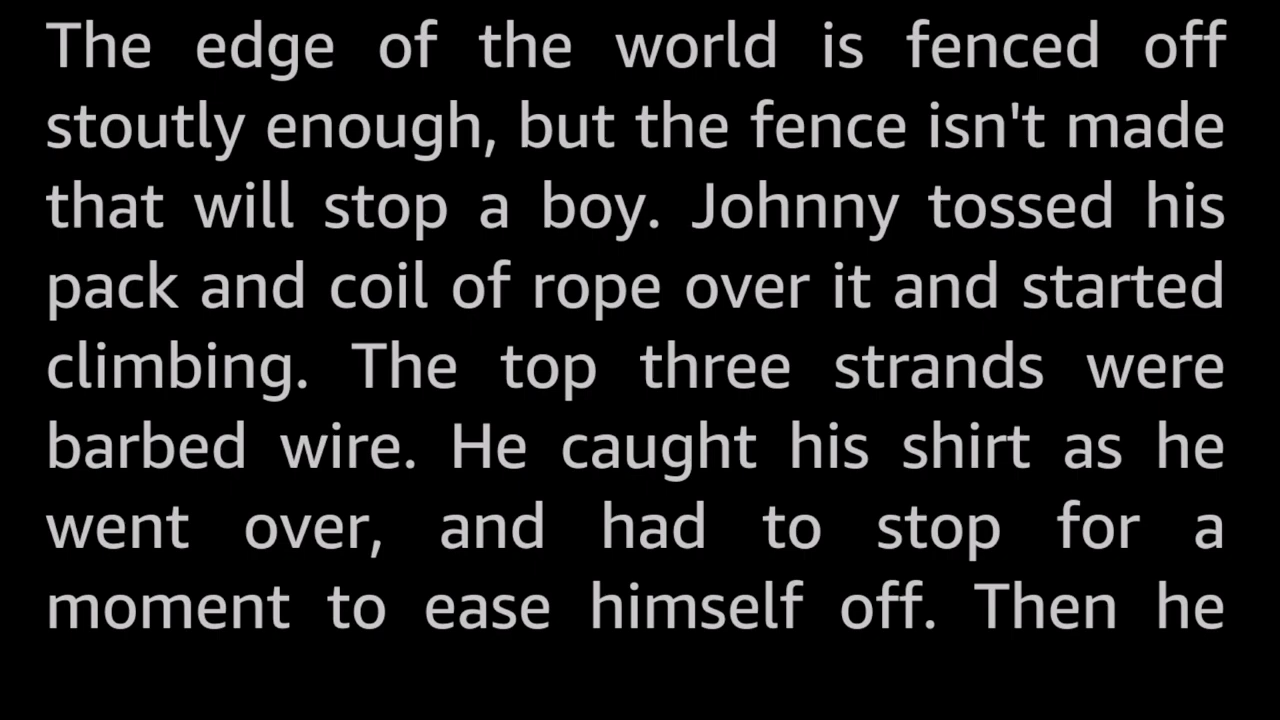 The edge of the world is fenced off
stoutly enough, but the fence isn't made
that will stop a boy. Johnny tossed his
pack and coil of rope over it and started
climbing. The top three strands were
barbed wire. He caught his shirt as he
went over, and had to stop for a
moment to ease himself off. Then he